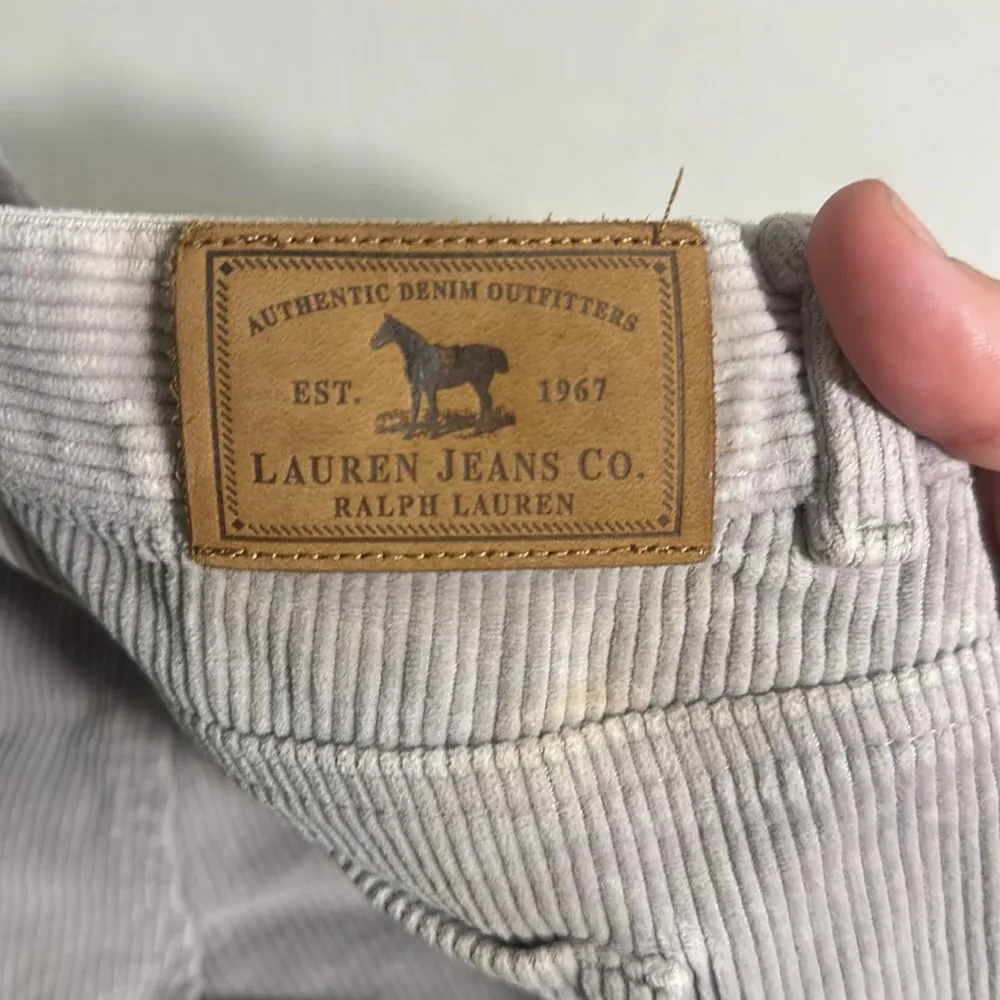 AUTHENTIC DENIM OUTFITTERS
EST. 1967
LAUREN JEANS CO.
RALPH LAUREN